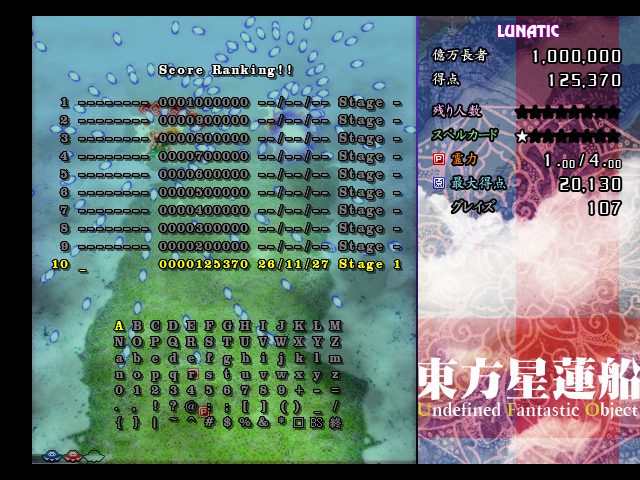 LUNATIC
億万長者 1,000,000
得点 125,370
残り人数
スペルカード
P 霊力 1.00/4.00
点 最大得点 20,130
グレイズ 107
Score Ranking!!
1 -------- 0001000000 --/--/-- Stage -
2 -------- 0000900000 --/--/-- Stage -
3 -------- 0000800000 --/--/-- Stage -
4 -------- 0000700000 --/--/-- Stage -
5 -------- 0000600000 --/--/-- Stage -
6 -------- 0000500000 --/--/-- Stage -
7 -------- 0000400000 --/--/-- Stage -
8 -------- 0000300000 --/--/-- Stage -
9 -------- 0000200000 --/--/-- Stage -
10 _ 0000125370 26/11/27 Stage 1
A B C D E F G H I J K L M
N O P Q R S T U V W X Y Z
a b c d e f g h i j k l m
n o p q r s t u v w x y z
0 1 2 3 4 5 6 7 8 9 + - =
. , ! ? @ : ; [ ] ( ) _ /
{ } | ~ ^ # $ % & * □ BS 終
P
東方星蓮船
Undefined Fantastic Object